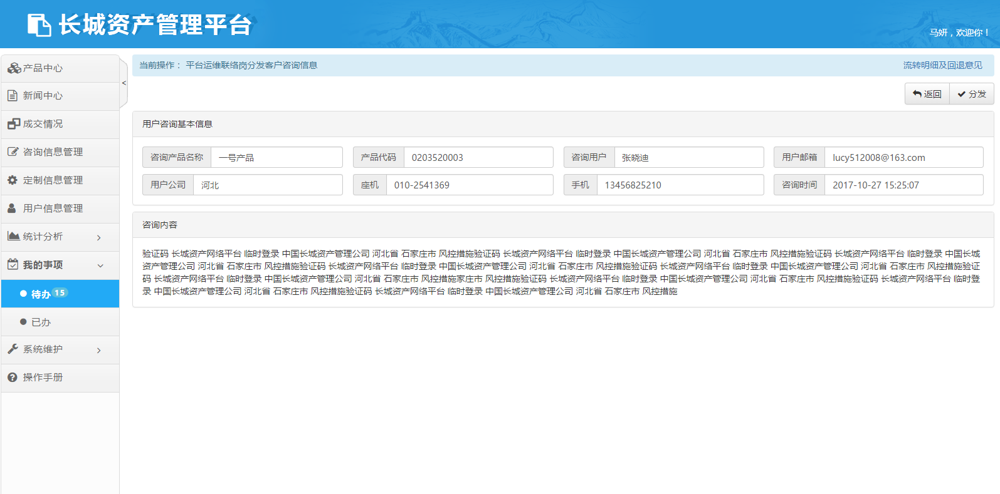 长城资产管理平台
马妍，欢迎你！
产品中心
新闻中心
成交情况
咨询信息管理
定制信息管理
用户信息管理
统计分析
我的事项
待办 15
已办
系统维护
操作手册
<
当前操作： 平台运维联络岗分发客户咨询信息
流转明细及回退意见
返回 分发
用户咨询基本信息
咨询产品名称 一号产品 产品代码 0203520003 咨询用户 张晓迪 用户邮箱 lucy512008@163.com
用户公司 河北 座机 010-2541369 手机 13456825210 咨询时间 2017-10-27 15:25:07
咨询内容
验证码 长城资产网络平台 临时登录 中国长城资产管理公司 河北省 石家庄市 风控措施验证码 长城资产网络平台 临时登录 中国长城资产管理公司 河北省 石家庄市 风控措施验证码 长城资产网络平台 临时登录 中国长城
资产管理公司 河北省 石家庄市 风控措施验证码 长城资产网络平台 临时登录 中国长城资产管理公司 河北省 石家庄市 风控措施验证码 长城资产网络平台 临时登录 中国长城资产管理公司 河北省 石家庄市 风控措施验证
码 长城资产网络平台 临时登录 中国长城资产管理公司 河北省 石家庄市 风控措施家庄市 风控措施验证码 长城资产网络平台 临时登录 中国长城资产管理公司 河北省 石家庄市 风控措施验证码 长城资产网络平台 临时登
录 中国长城资产管理公司 河北省 石家庄市 风控措施验证码 长城资产网络平台 临时登录 中国长城资产管理公司 河北省 石家庄市 风控措施